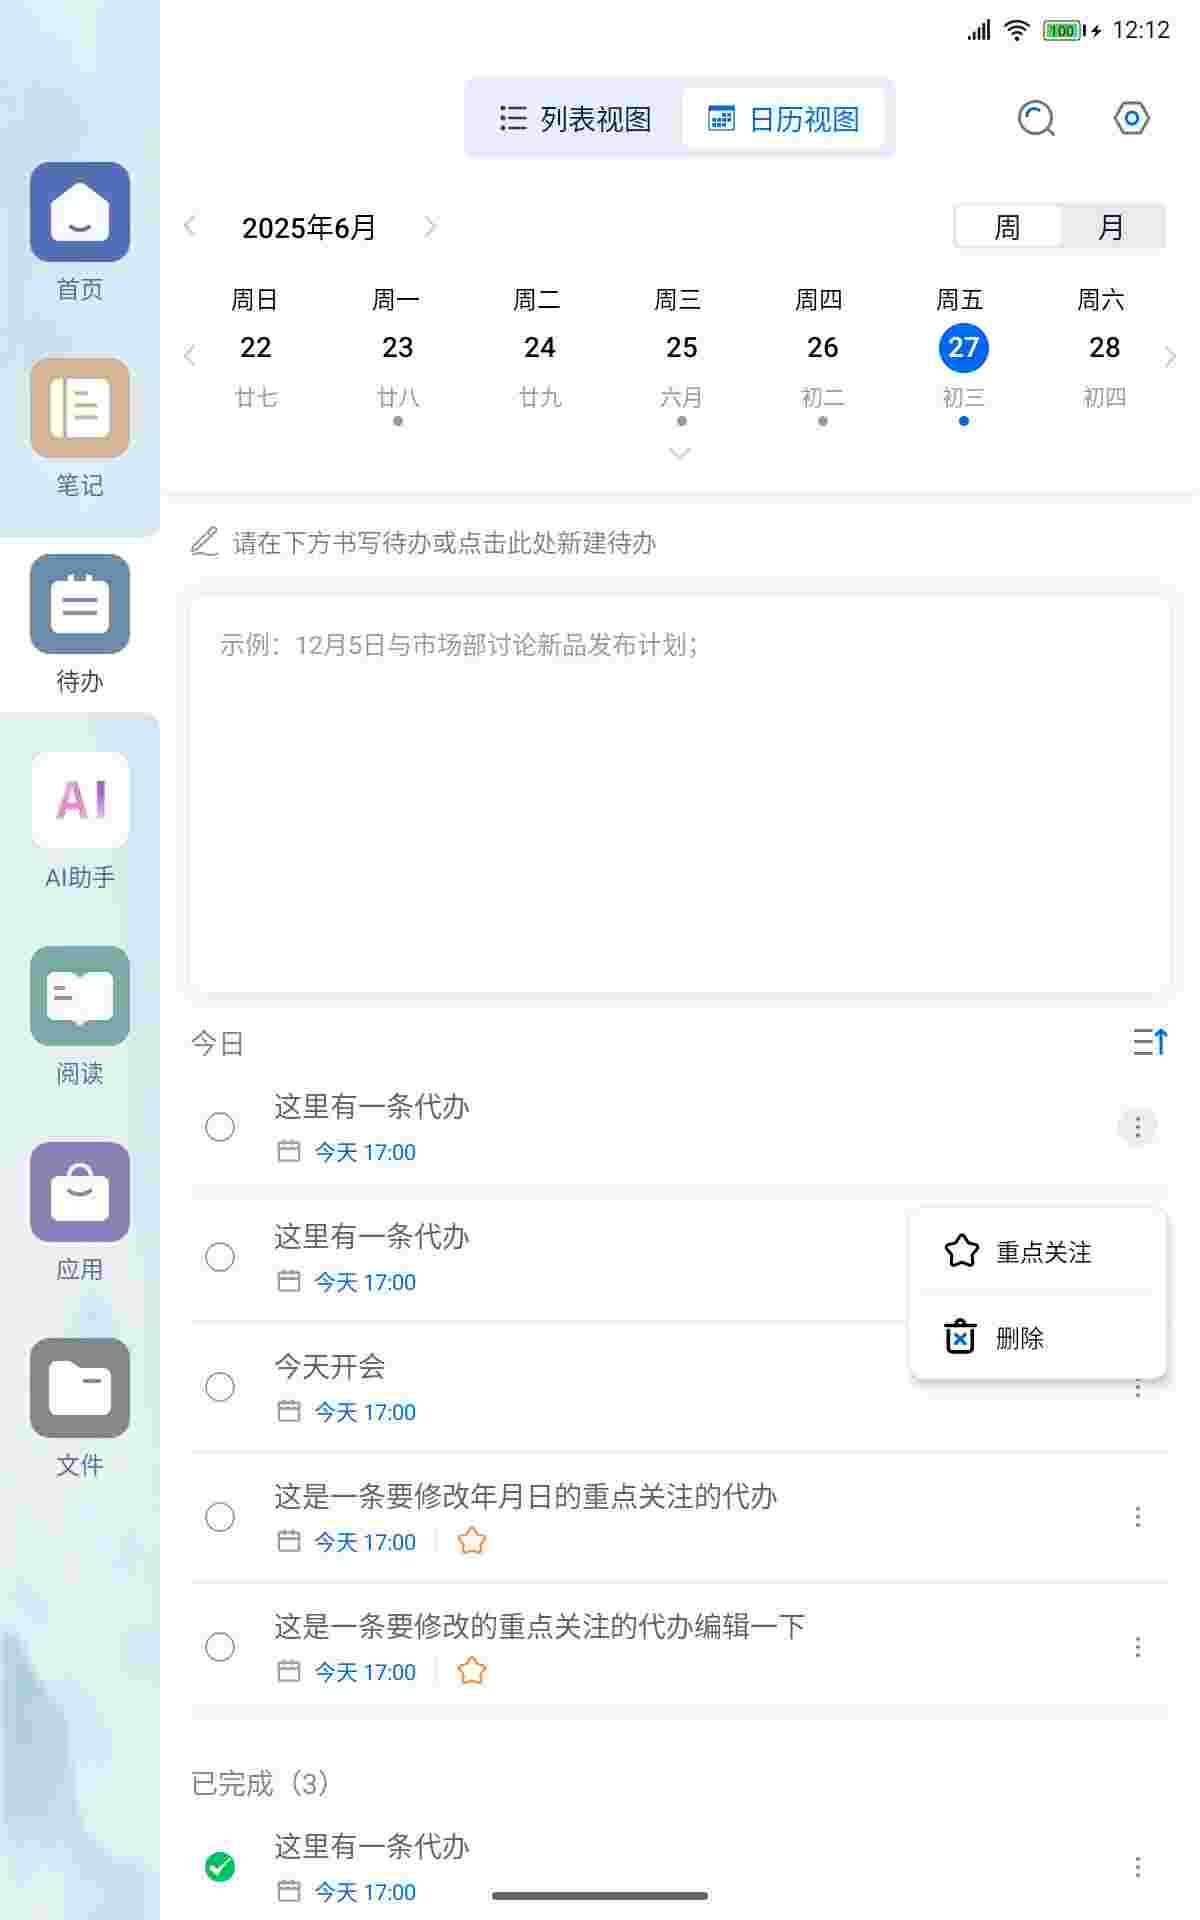 100 12:12
列表视图 日历视图
2025年6月 周 月
周日 周一 周二 周三 周四 周五 周六
22 23 24 25 26 27 28
廿七 廿八 廿九 六月 初二 初三 初四
请在下方书写待办或点击此处新建待办
示例：12月5日与市场部讨论新品发布计划；
首页
笔记
待办
AI
AI助手
阅读
应用
文件
今日
这里有一条代办
今天 17:00
这里有一条代办
今天 17:00
重点关注
删除
今天开会
今天 17:00
这是一条要修改年月日的重点关注的代办
今天 17:00
这是一条要修改的重点关注的代办编辑一下
今天 17:00
已完成（3）
这里有一条代办
今天 17:00